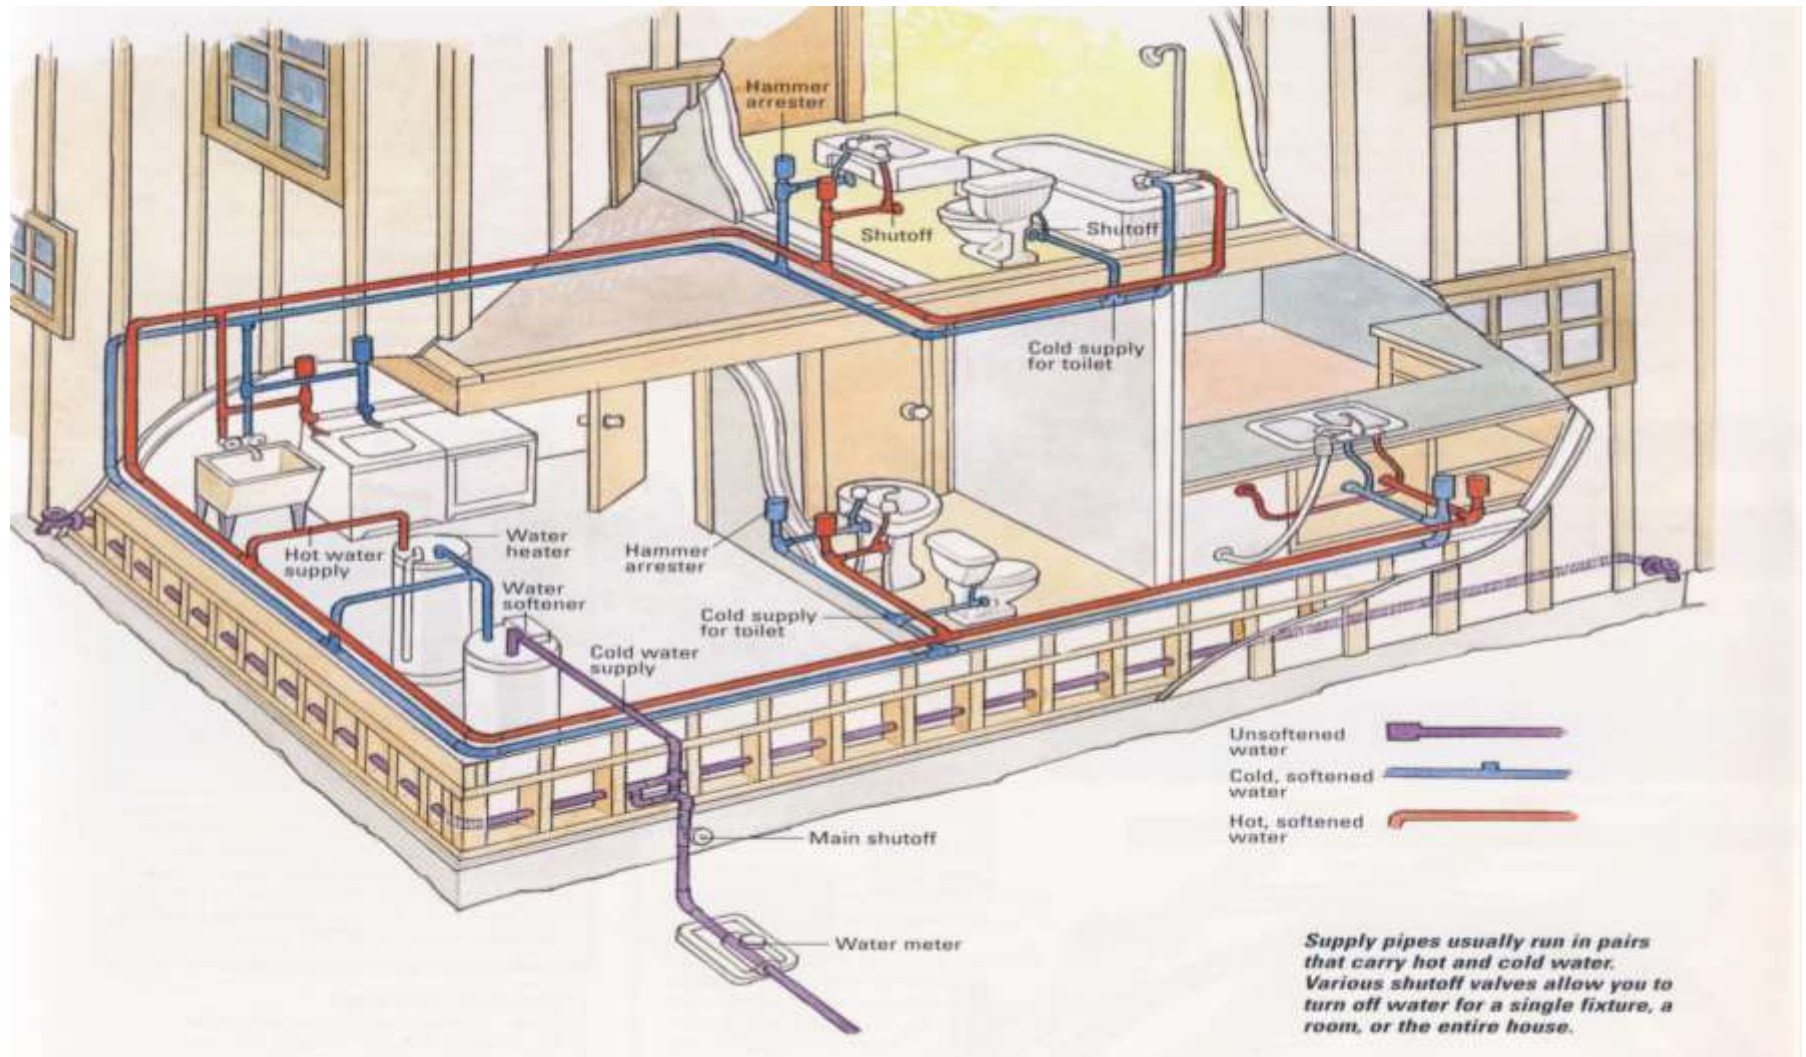 Hammer
arrester
Shutoff
Shutoff
Cold supply
for toilet
Hot water
supply
Water
heater
Water
softener
Hammer
arrester
Cold supply
for toilet
Cold water
supply
Main shutoff
Water meter
Unsoftened
water
Cold, softened
water
Hot, softened
water
Supply pipes usually run in pairs
that carry hot and cold water.
Various shutoff valves allow you to
turn off water for a single fixture, a
room, or the entire house.